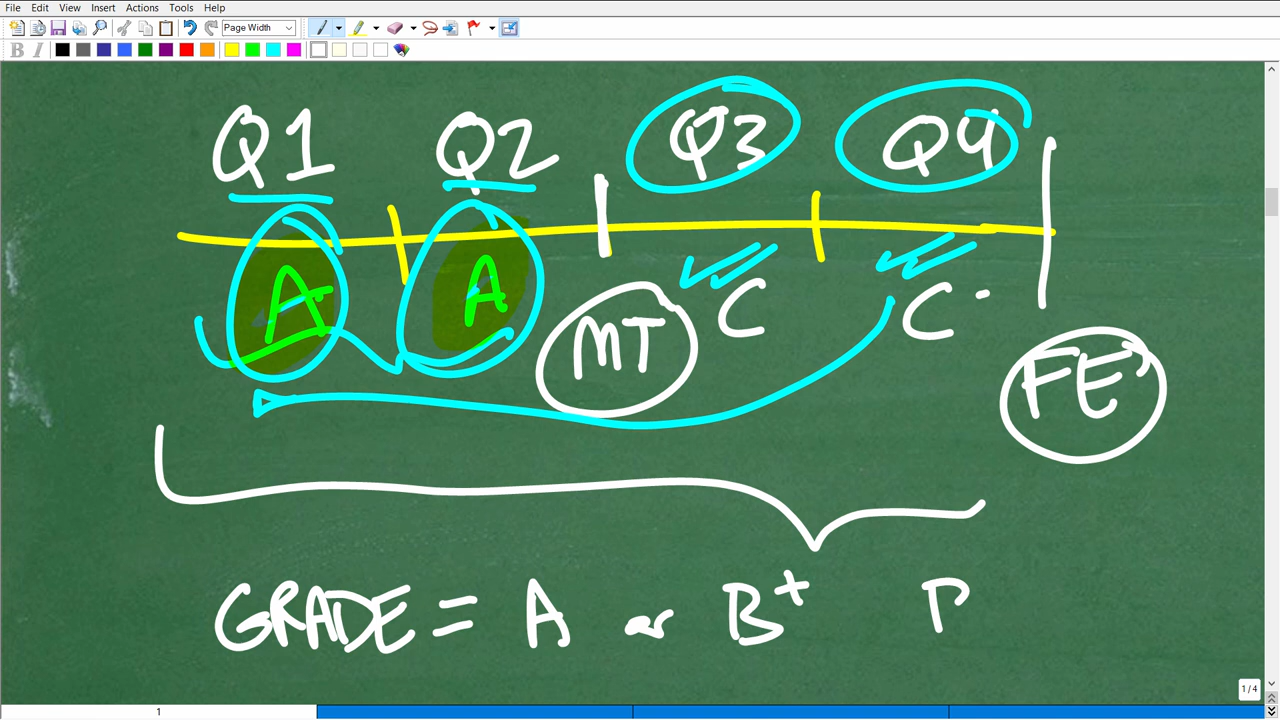 File Edit View Insert Actions Tools Help
Page Width
B I
Q1 Q2 Q3 Q4
A A MT C C -
FE
GRADE = A or B+
1/4
1